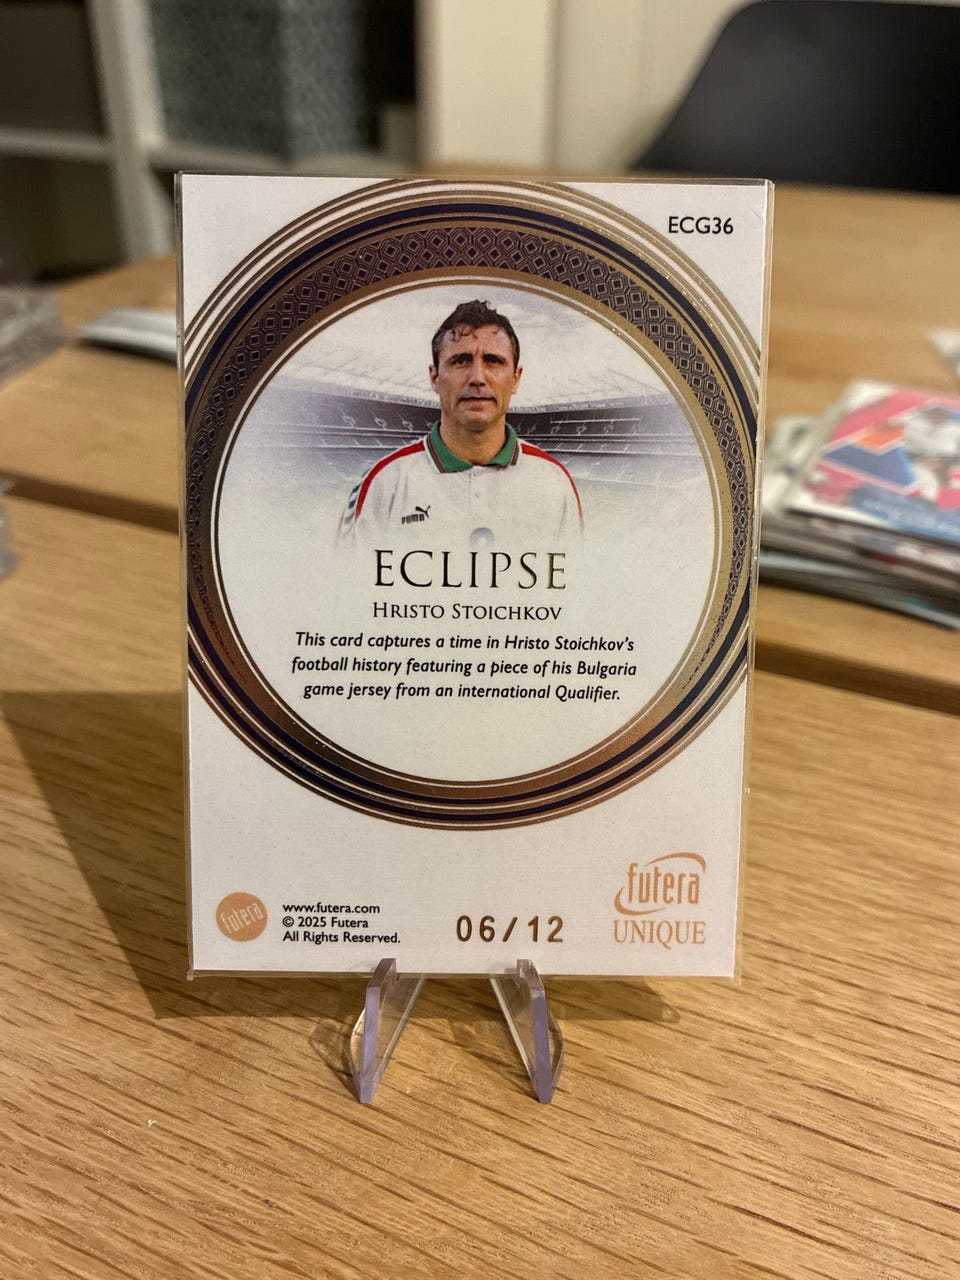 ECG36
PUMA
ECLIPSE
HRISTO STOICHKOV
This card captures a time in Hristo Stoichkov's
football history featuring a piece of his Bulgaria
game jersey from an international Qualifier.
futera
www.futera.com
© 2025 Futera
All Rights Reserved.
06/12
futera
UNIQUE